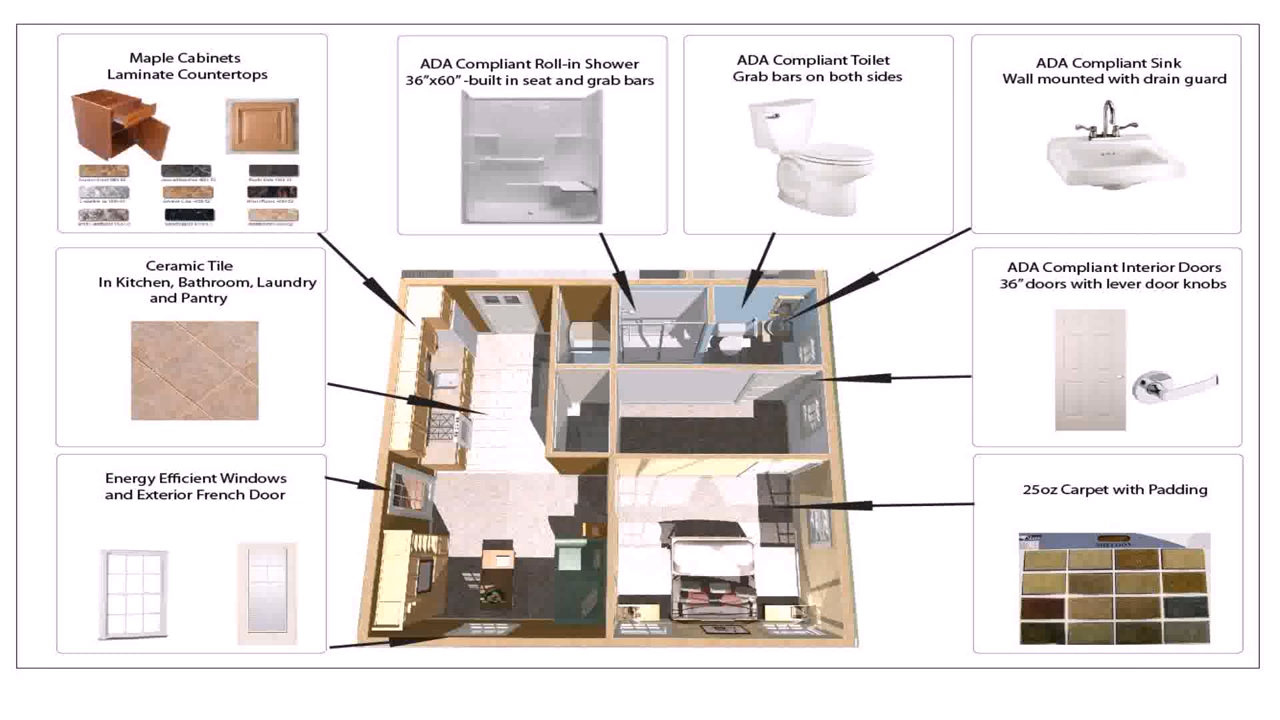 Maple Cabinets
Laminate Countertops
ADA Compliant Roll-in Shower
36”x60” -built in seat and grab bars
ADA Compliant Toilet
Grab bars on both sides
ADA Compliant Sink
Wall mounted with drain guard
Ceramic Tile
In Kitchen, Bathroom, Laundry
and Pantry
ADA Compliant Interior Doors
36” doors with lever door knobs
Energy Efficient Windows
and Exterior French Door
25oz Carpet with Padding